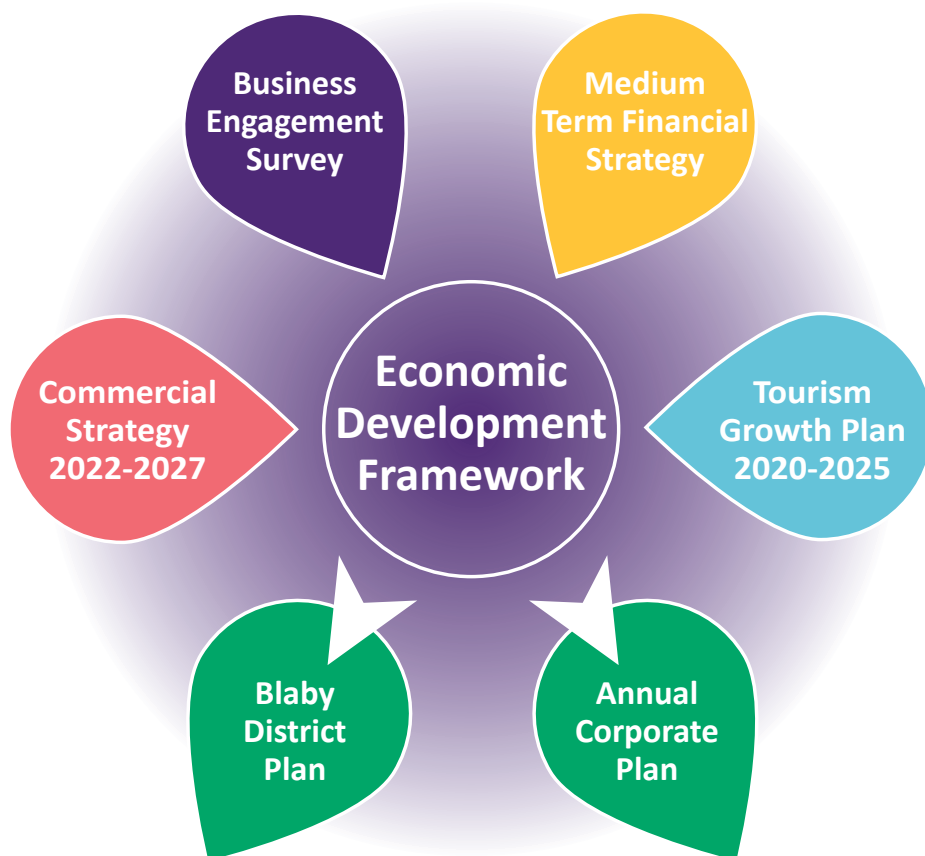 Business
Engagement
Survey
Medium
Term Financial
Strategy
Commercial
Strategy
2022-2027
Economic
Development
Framework
Tourism
Growth Plan
2020-2025
Blaby
District
Plan
Annual
Corporate
Plan